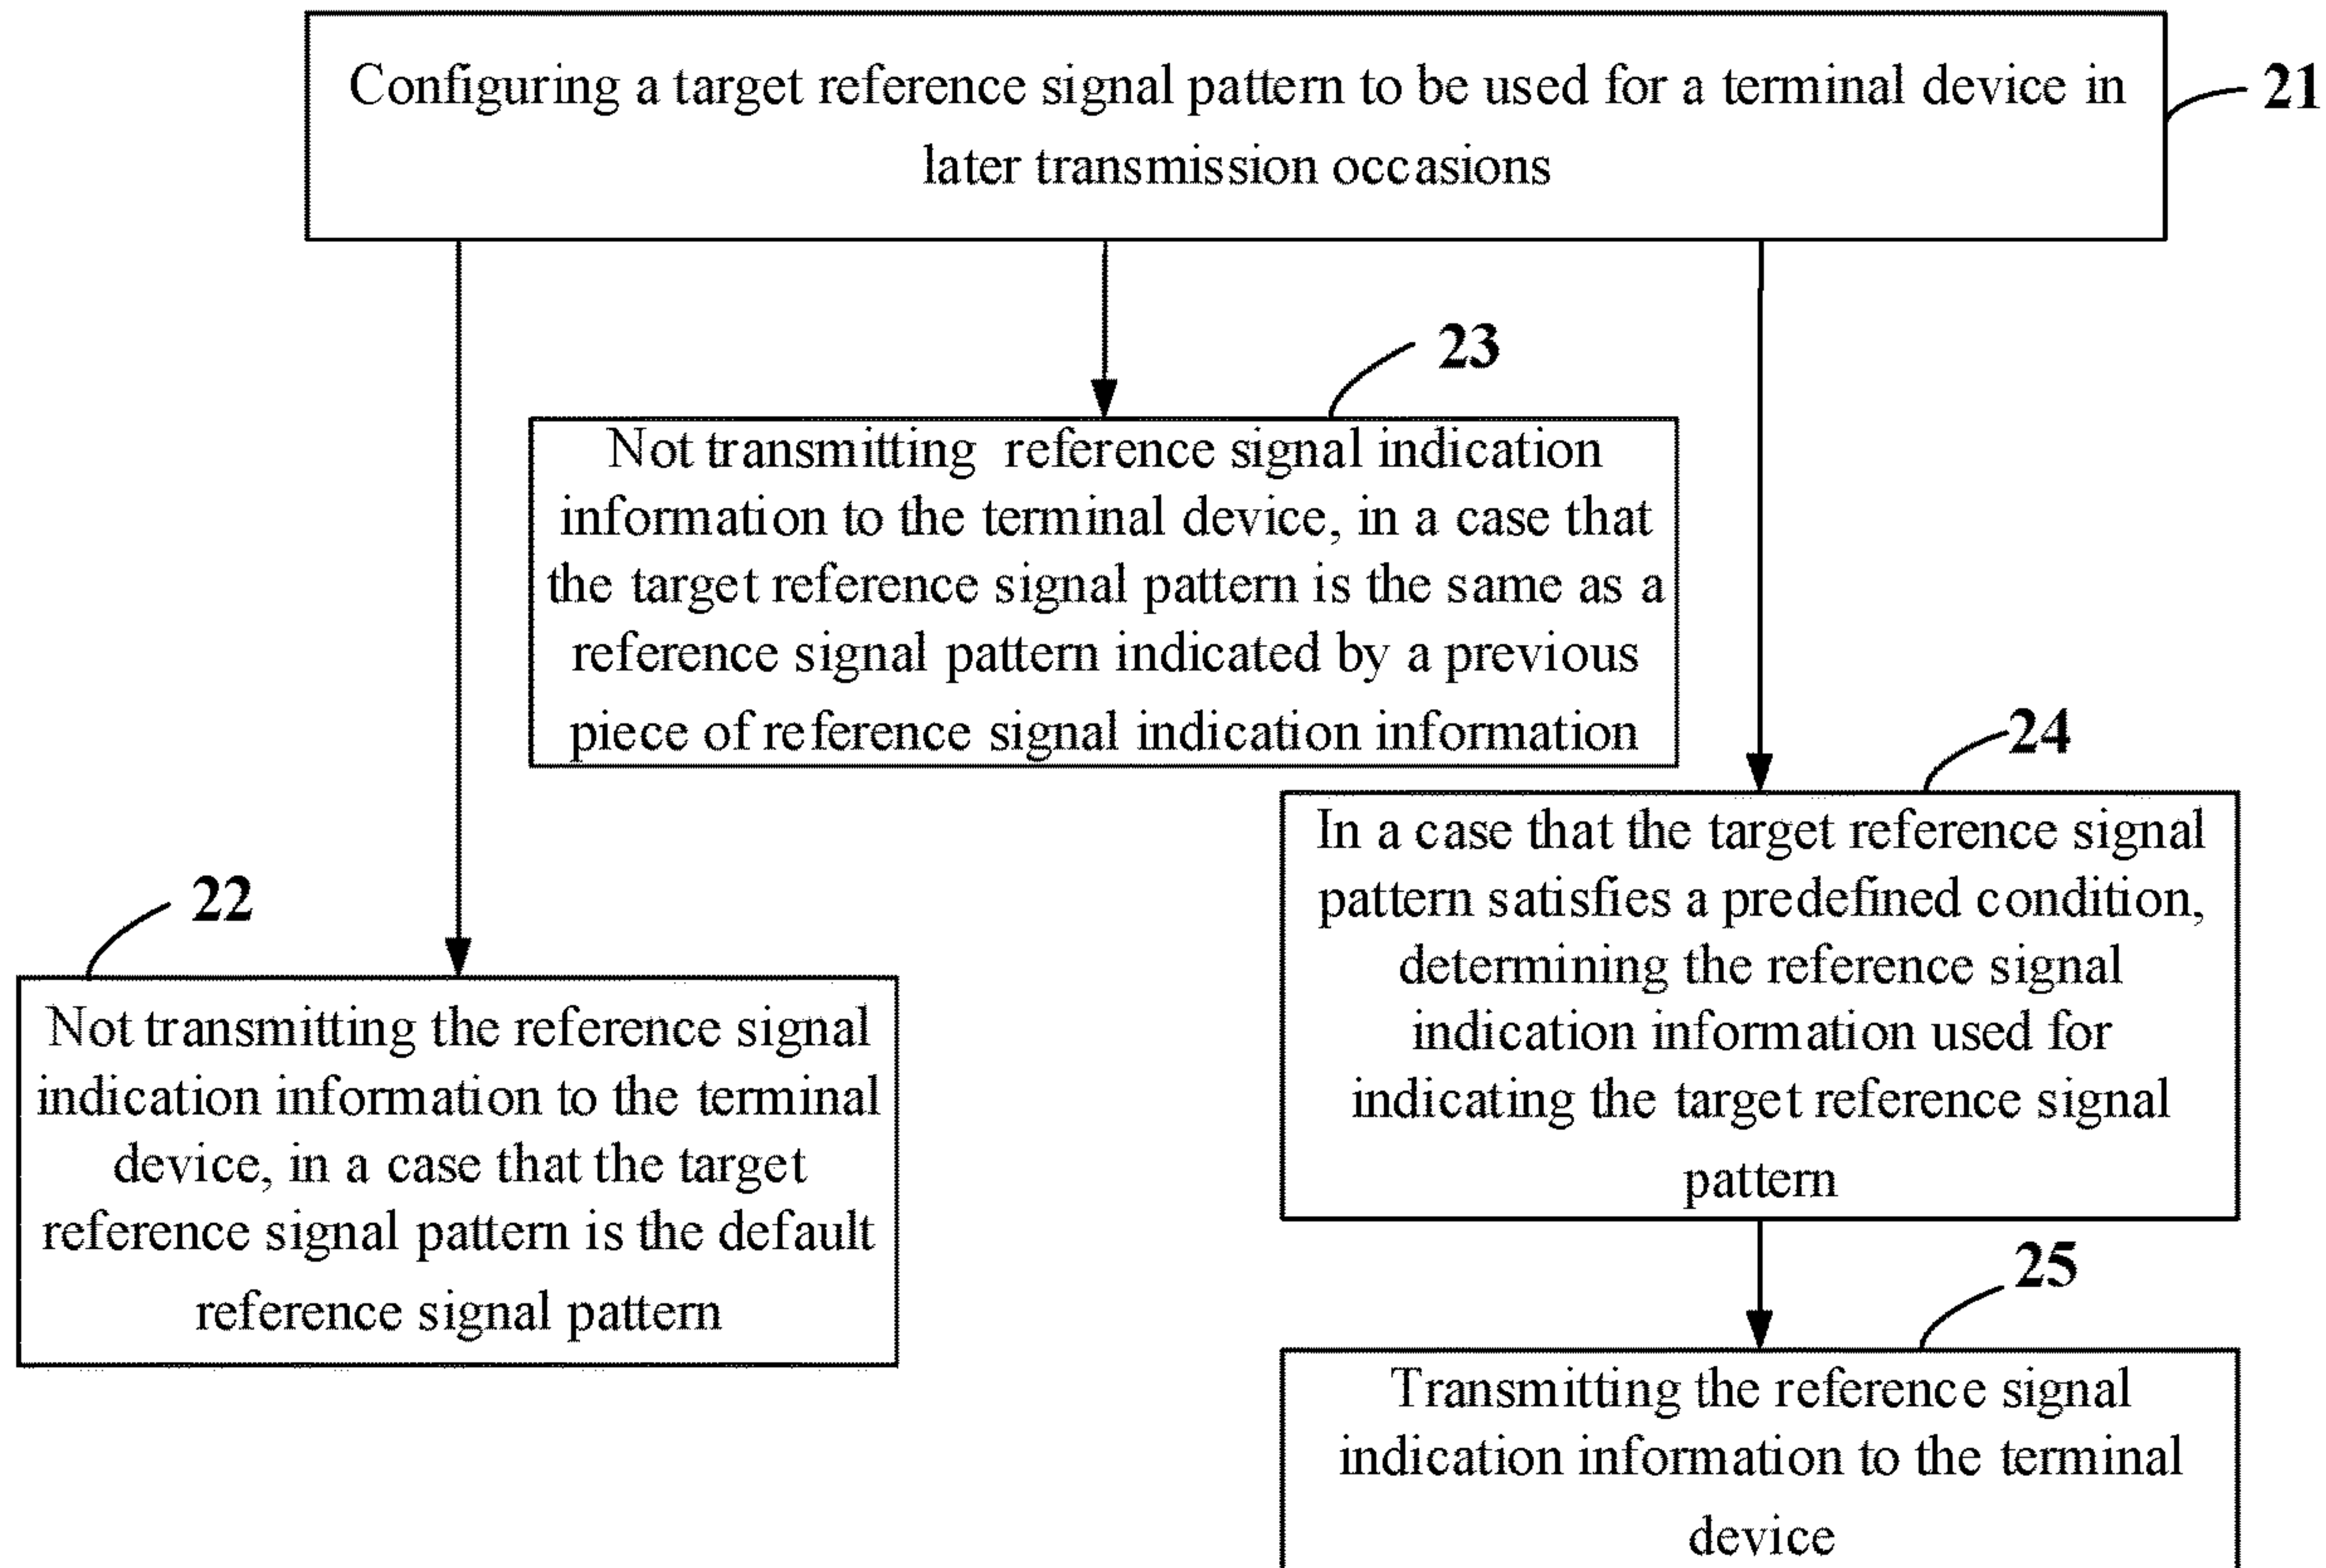 Configuring a target reference signal pattern to be used for a terminal device in
later transmission occasions
21
23
Not transmitting reference signal indication
information to the terminal device, in a case that
the target reference signal pattern is the same as a
reference signal pattern indicated by a previous
piece of reference signal indication information
24
In a case that the target reference signal
pattern satisfies a predefined condition,
determining the reference signal
indication information used for
indicating the target reference signal
pattern
22
Not transmitting the reference signal
indication information to the terminal
device, in a case that the target
reference signal pattern is the default
reference signal pattern
25
Transmitting the reference signal
indication information to the terminal
device